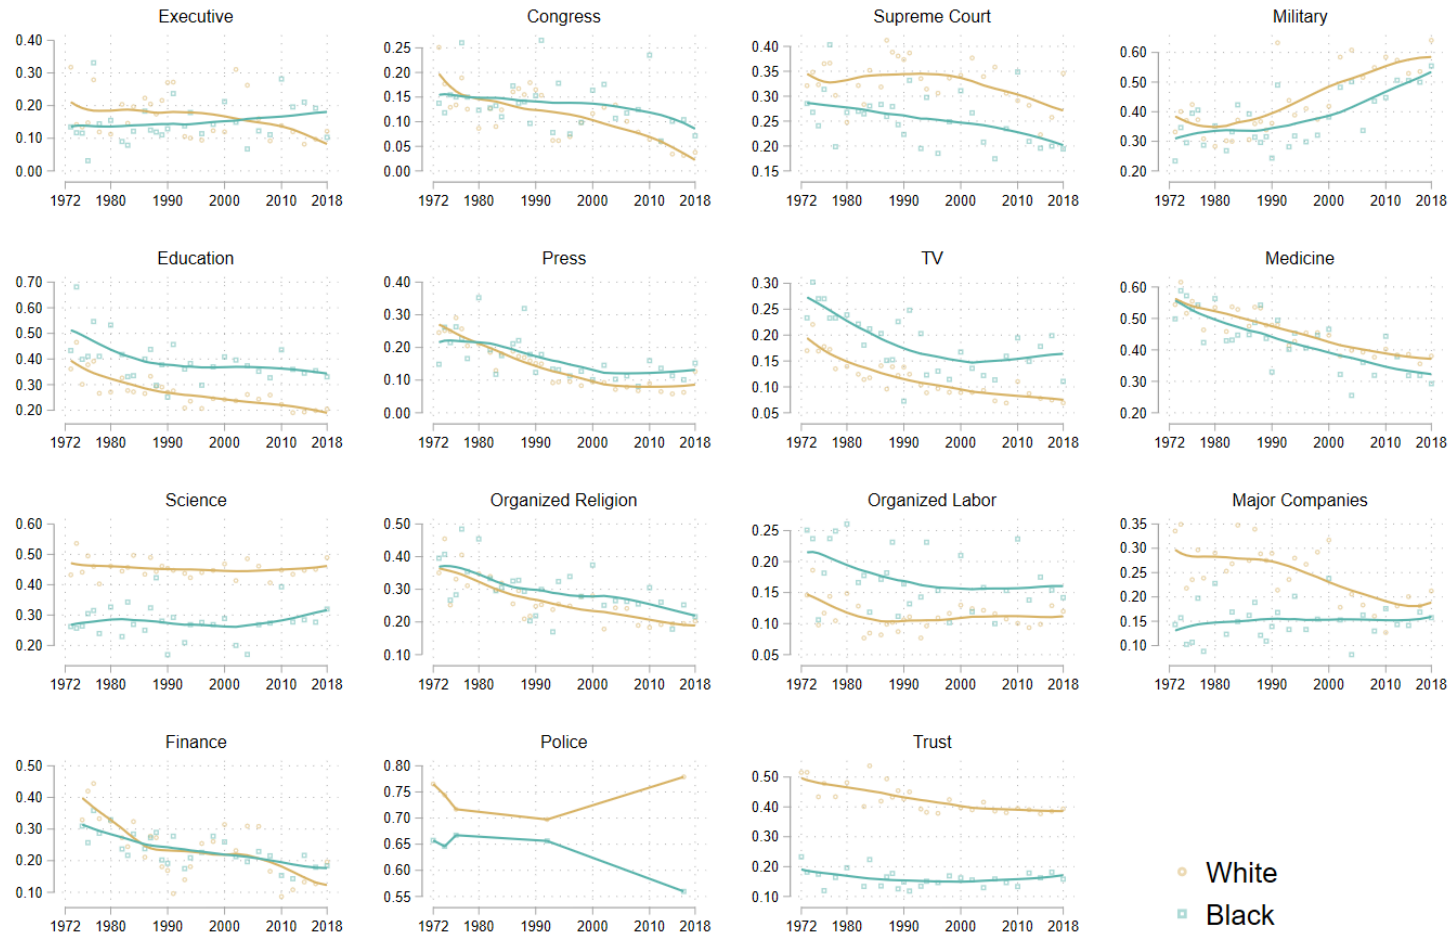 Executive
Congress
Supreme Court
Military
0.40
0.30
0.20
0.10
0.00
1972 1980 1990 2000 2010 2018
0.25
0.20
0.15
0.10
0.05
0.00
1972 1980 1990 2000 2010 2018
0.40
0.35
0.30
0.25
0.20
0.15
1972 1980 1990 2000 2010 2018
0.60
0.50
0.40
0.30
0.20
1972 1980 1990 2000 2010 2018
Education
Press
TV
Medicine
0.70
0.60
0.50
0.40
0.30
0.20
1972 1980 1990 2000 2010 2018
0.40
0.30
0.20
0.10
0.00
1972 1980 1990 2000 2010 2018
0.30
0.25
0.20
0.15
0.10
0.05
1972 1980 1990 2000 2010 2018
0.60
0.50
0.40
0.30
0.20
1972 1980 1990 2000 2010 2018
Science
Organized Religion
Organized Labor
Major Companies
0.60
0.50
0.40
0.30
0.20
1972 1980 1990 2000 2010 2018
0.50
0.40
0.30
0.20
0.10
1972 1980 1990 2000 2010 2018
0.25
0.20
0.15
0.10
0.05
1972 1980 1990 2000 2010 2018
0.35
0.30
0.25
0.20
0.15
0.10
1972 1980 1990 2000 2010 2018
Finance
Police
Trust
0.50
0.40
0.30
0.20
0.10
1972 1980 1990 2000 2010 2018
0.80
0.75
0.70
0.65
0.60
0.55
1972 1980 1990 2000 2010 2018
0.50
0.40
0.30
0.20
0.10
1972 1980 1990 2000 2010 2018
White
Black